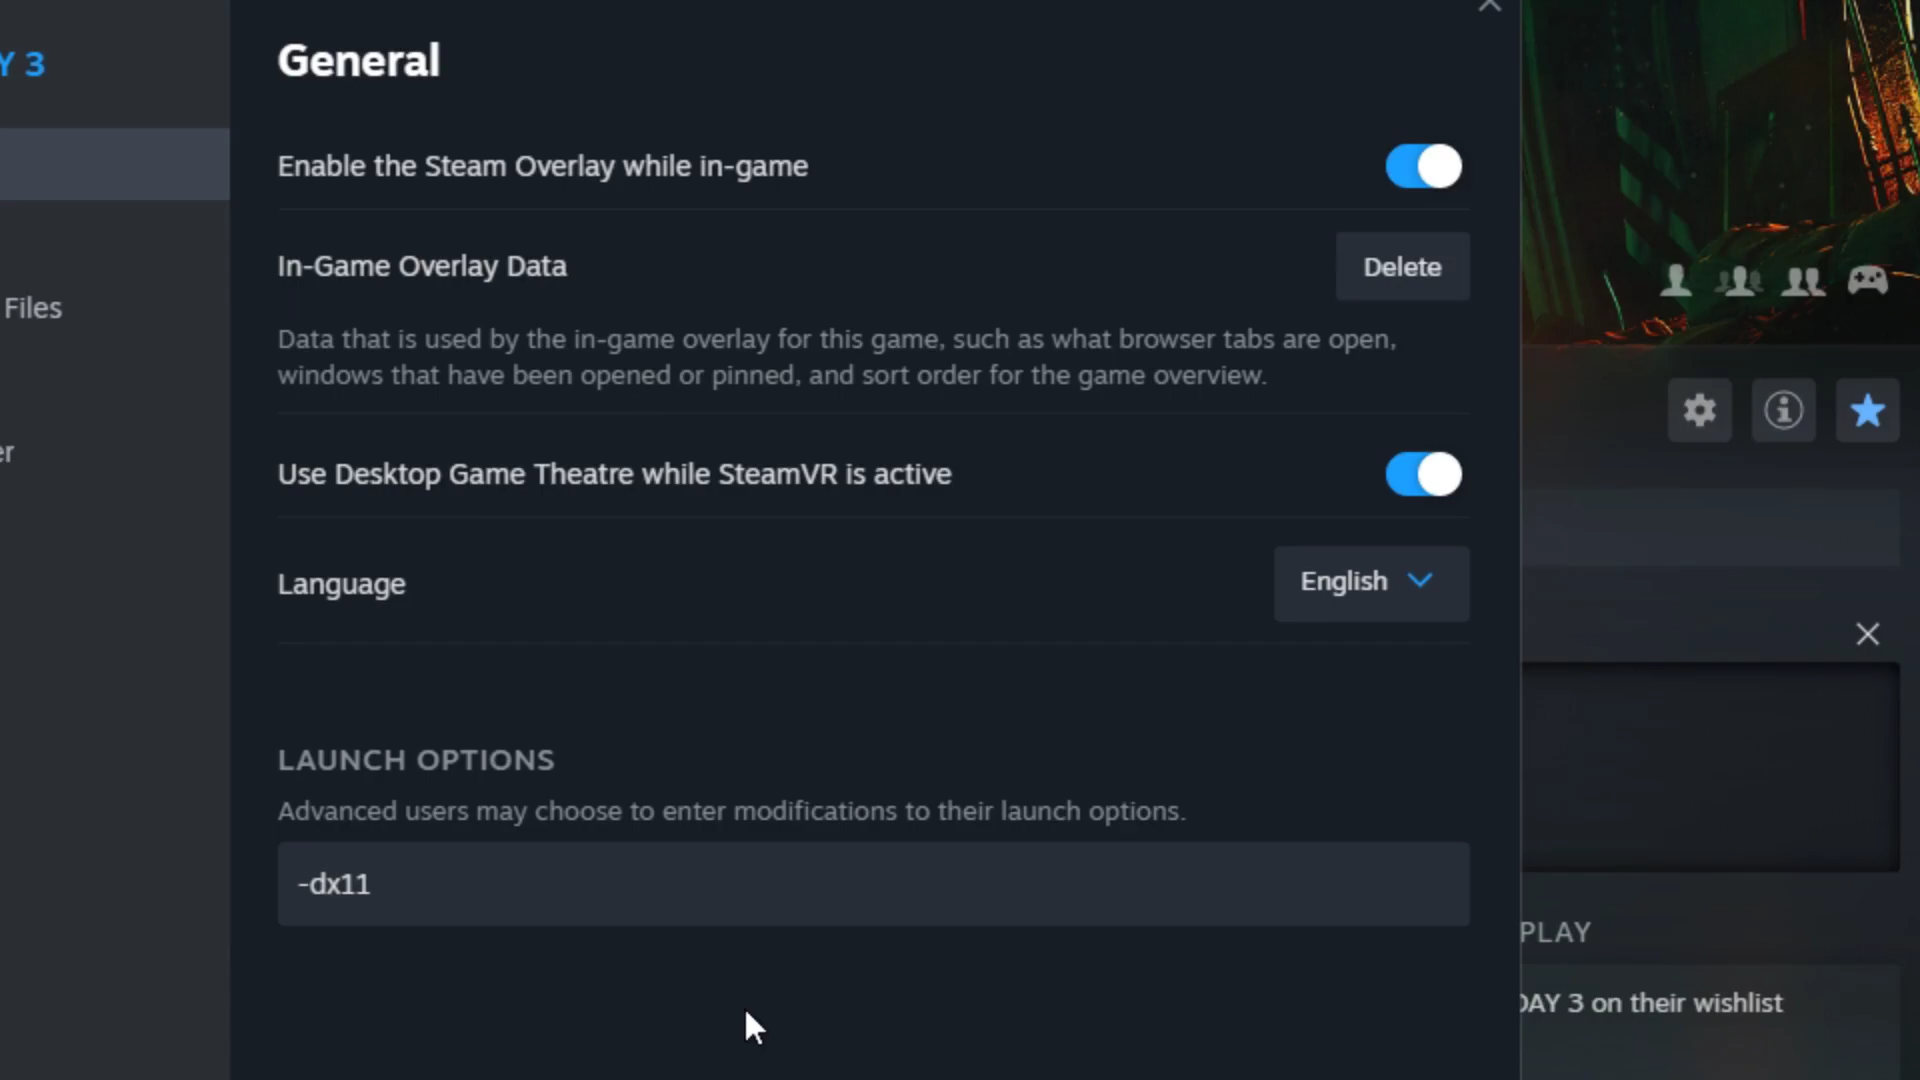 Y 3
General
Enable the Steam Overlay while in-game
In-Game Overlay Data
Delete
Files
Data that is used by the in-game overlay for this game, such as what browser tabs are open,
windows that have been opened or pinned, and sort order for the game overview.
er
Use Desktop Game Theatre while SteamVR is active
Language
English
LAUNCH OPTIONS
Advanced users may choose to enter modifications to their launch options.
-dx11
PLAY
DAY 3 on their wishlist